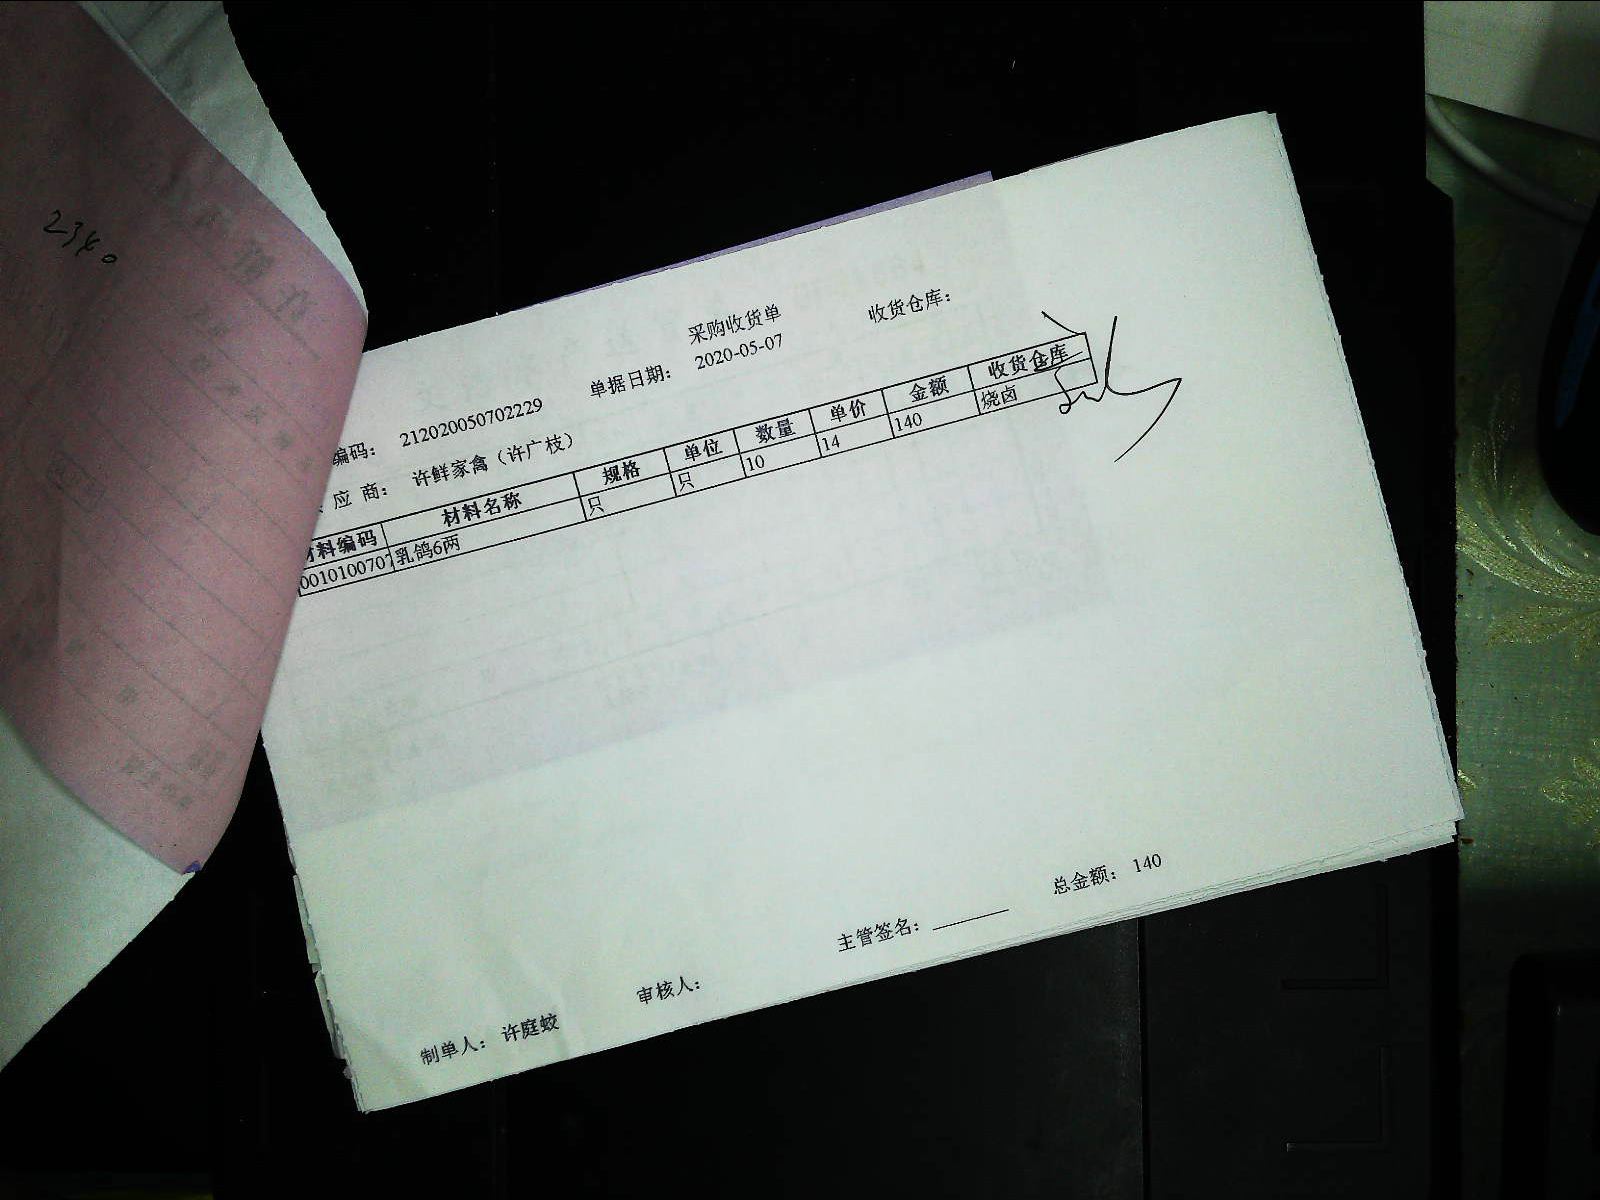 2340
采购收货单
编码： 212020050702229 单据日期： 2020-05-07 收货仓库：
应 商： 许鲜家禽（许广枝）
材料编码 材料名称 规格 单位 数量 单价 金额 收货仓库
0010100707 乳鸽6两 只 只 10 14 140 烧卤
主管签名： 总金额： 140
制单人： 许庭蛟 审核人：